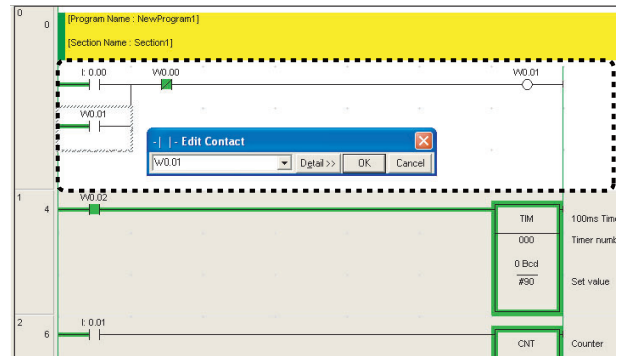 0
0
[Program Name : NewProgram1]
[Section Name : Section1]
I: 0.00
W0.00
W0.01
W0.01
-| |- Edit Contact
W0.01
Detail >>
OK
Cancel
1
4
W0.02
TIM
100ms Tim
000
Timer numb
0 Bcd
#90
Set value
2
6
I: 0.01
CNT
Counter